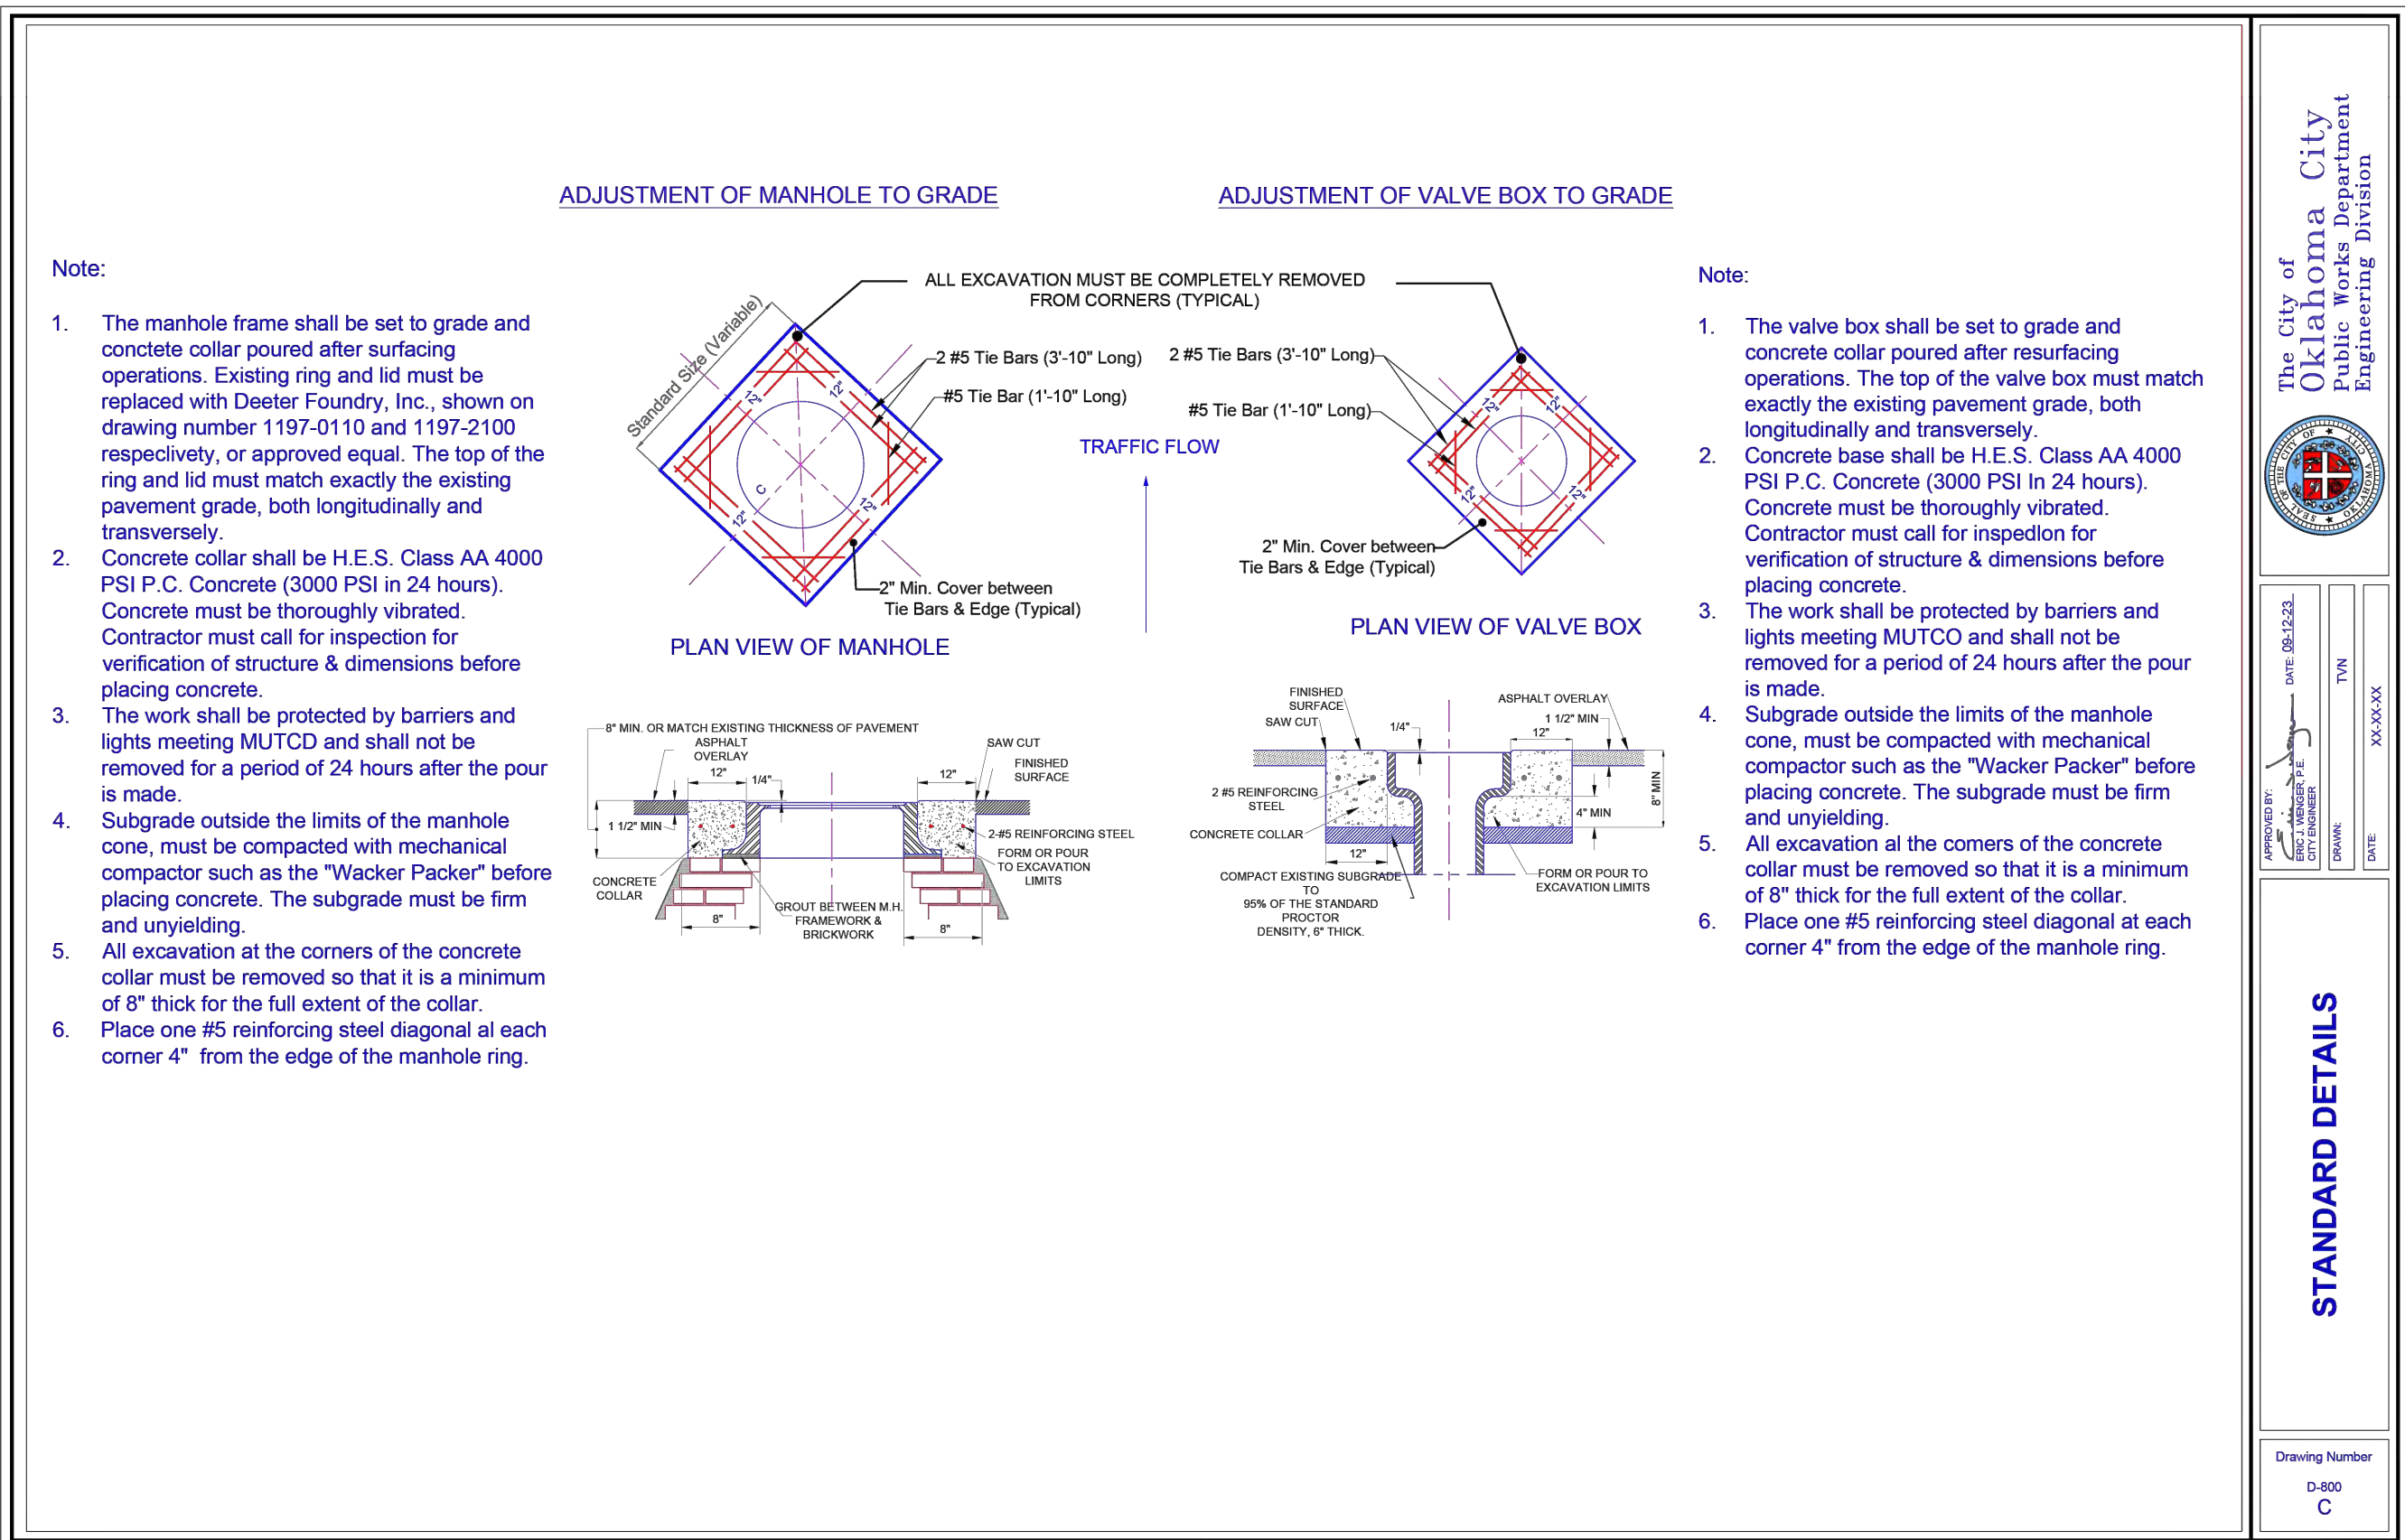 ADJUSTMENT OF MANHOLE TO GRADE
ADJUSTMENT OF VALVE BOX TO GRADE
Note:
1. The manhole frame shall be set to grade and
conctete collar poured after surfacing
operations. Existing ring and lid must be
replaced with Deeter Foundry, Inc., shown on
drawing number 1197-0110 and 1197-2100
respeclivety, or approved equal. The top of the
ring and lid must match exactly the existing
pavement grade, both longitudinally and
transversely.
2. Concrete collar shall be H.E.S. Class AA 4000
PSI P.C. Concrete (3000 PSI in 24 hours).
Concrete must be thoroughly vibrated.
Contractor must call for inspection for
verification of structure & dimensions before
placing concrete.
3. The work shall be protected by barriers and
lights meeting MUTCD and shall not be
removed for a period of 24 hours after the pour
is made.
4. Subgrade outside the limits of the manhole
cone, must be compacted with mechanical
compactor such as the "Wacker Packer" before
placing concrete. The subgrade must be firm
and unyielding.
5. All excavation at the corners of the concrete
collar must be removed so that it is a minimum
of 8" thick for the full extent of the collar.
6. Place one #5 reinforcing steel diagonal al each
corner 4" from the edge of the manhole ring.
ALL EXCAVATION MUST BE COMPLETELY REMOVED
FROM CORNERS (TYPICAL)
Standard Size (Variable)
2 #5 Tie Bars (3'-10" Long)
#5 Tie Bar (1'-10" Long)
12"
12"
12"
12"
C
2" Min. Cover between
Tie Bars & Edge (Typical)
PLAN VIEW OF MANHOLE
TRAFFIC FLOW
2 #5 Tie Bars (3'-10" Long)
#5 Tie Bar (1'-10" Long)
12"
12"
12"
12"
2" Min. Cover between
Tie Bars & Edge (Typical)
PLAN VIEW OF VALVE BOX
8" MIN. OR MATCH EXISTING THICKNESS OF PAVEMENT
ASPHALT
OVERLAY
12"
1/4"
12"
SAW CUT
FINISHED
SURFACE
1 1/2" MIN
2-#5 REINFORCING STEEL
FORM OR POUR
TO EXCAVATION
LIMITS
CONCRETE
COLLAR
8"
GROUT BETWEEN M.H.
FRAMEWORK &
BRICKWORK
8"
FINISHED
SURFACE
SAW CUT
1/4"
ASPHALT OVERLAY
1 1/2" MIN
12"
2 #5 REINFORCING
STEEL
8" MIN
4" MIN
CONCRETE COLLAR
12"
COMPACT EXISTING SUBGRADE
TO
95% OF THE STANDARD
PROCTOR
DENSITY, 6" THICK.
FORM OR POUR TO
EXCAVATION LIMITS
Note:
1. The valve box shall be set to grade and
concrete collar poured after resurfacing
operations. The top of the valve box must match
exactly the existing pavement grade, both
longitudinally and transversely.
2. Concrete base shall be H.E.S. Class AA 4000
PSI P.C. Concrete (3000 PSI In 24 hours).
Concrete must be thoroughly vibrated.
Contractor must call for inspedlon for
verification of structure & dimensions before
placing concrete.
3. The work shall be protected by barriers and
lights meeting MUTCO and shall not be
removed for a period of 24 hours after the pour
is made.
4. Subgrade outside the limits of the manhole
cone, must be compacted with mechanical
compactor such as the "Wacker Packer" before
placing concrete. The subgrade must be firm
and unyielding.
5. All excavation al the comers of the concrete
collar must be removed so that it is a minimum
of 8" thick for the full extent of the collar.
6. Place one #5 reinforcing steel diagonal at each
corner 4" from the edge of the manhole ring.
The City of
Oklahoma City
Public Works Department
Engineering Division
SEAL OF THE CITY OF OKLAHOMA CITY
APPROVED BY:
DATE: 09-12-23
ERIC J. WENGER, P.E.
CITY ENGINEER
DRAWN: TVN
DATE: XX-XX-XX
STANDARD DETAILS
Drawing Number
D-800
C